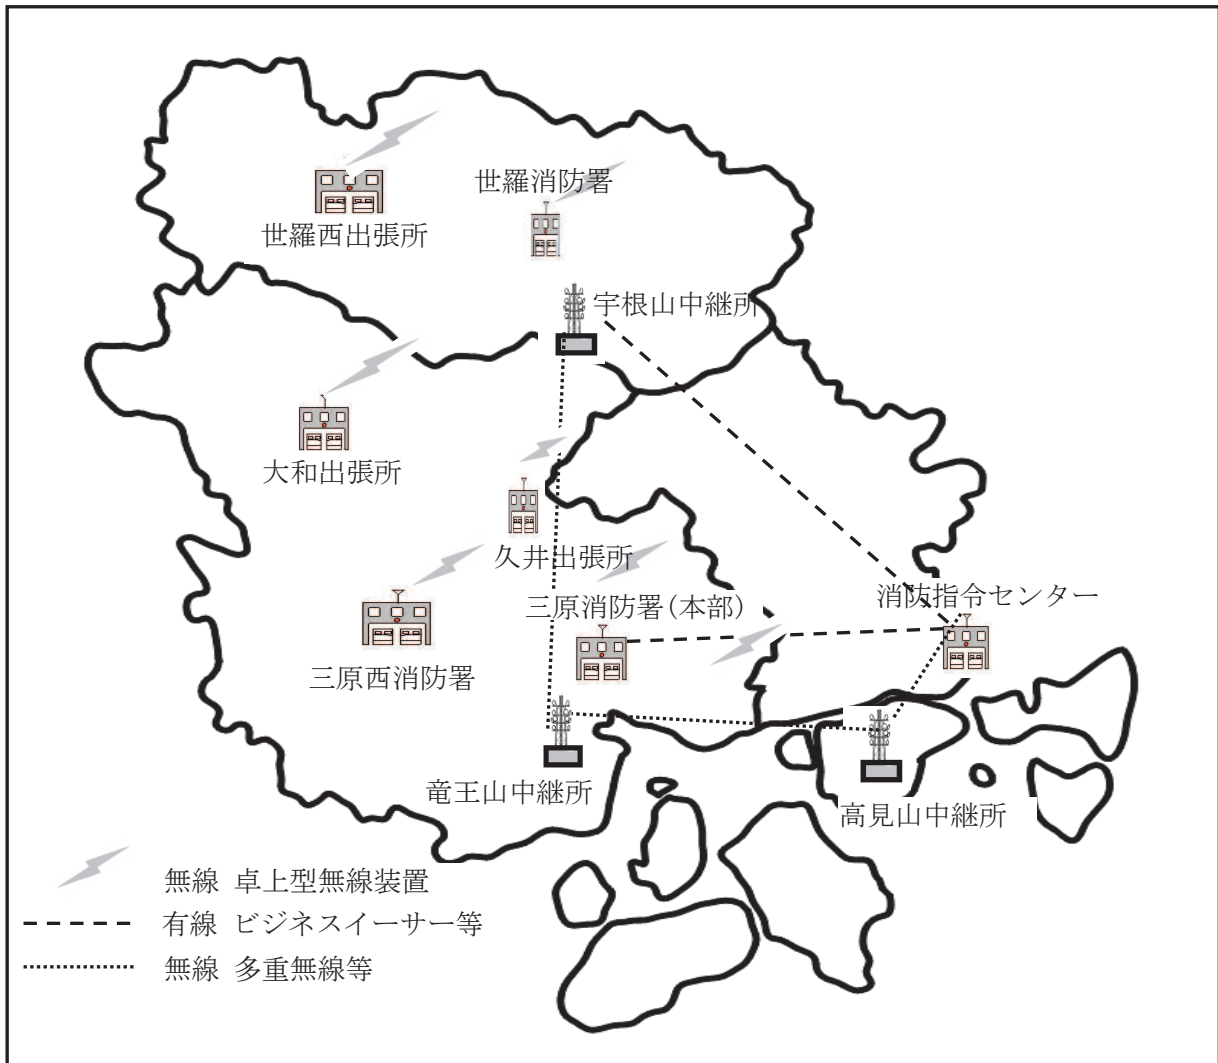 世羅消防署
世羅西出張所
宇根山中継所
大和出張所
久井出張所
三原消防署(本部)
消防指令センター
三原西消防署
竜王山中継所
高見山中継所
無線 卓上型無線装置
有線 ビジネスイーサー等
無線 多重無線等